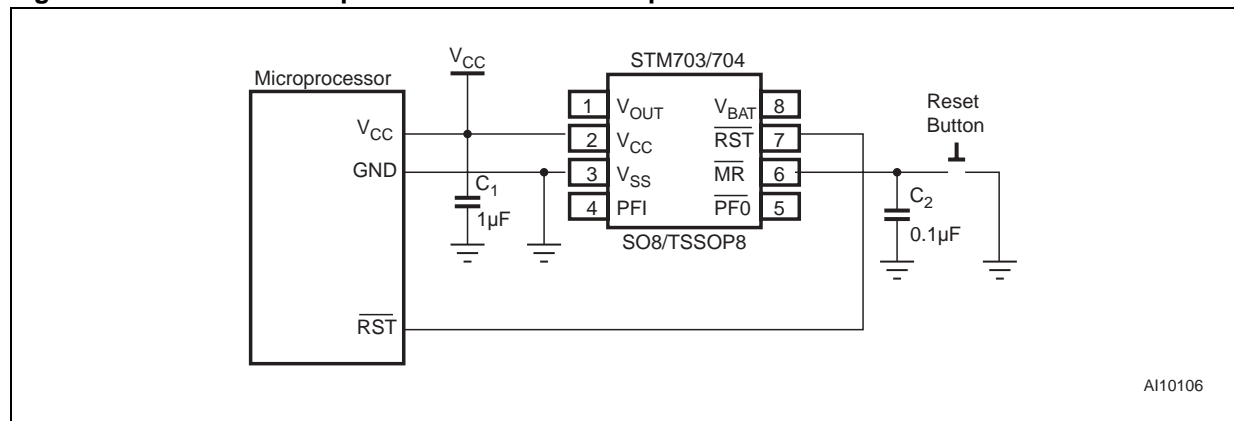 STM703/704
Microprocessor
VCC
VCC
GND
RST
C1
1µF
1 VOUT
2 VCC
3 VSS
4 PFI
VBAT 8
RST 7
MR 6
PF0 5
SO8/TSSOP8
Reset
Button
C2
0.1µF
AI10106